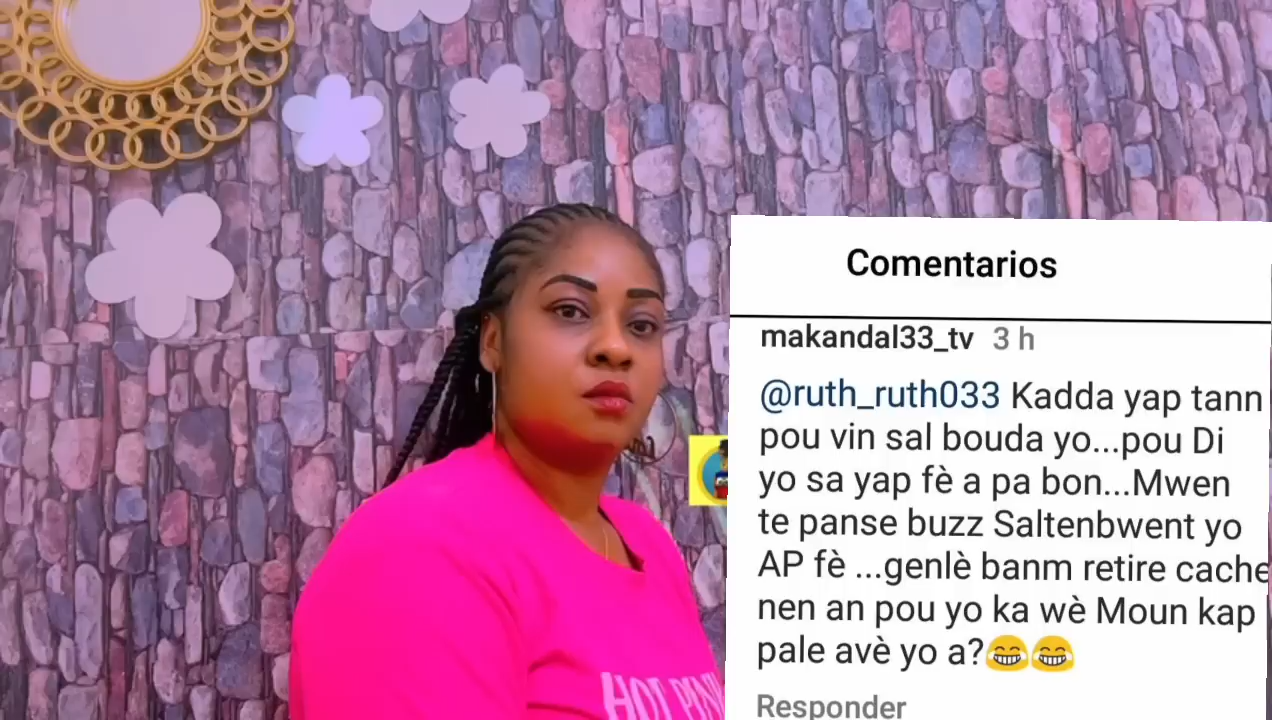 Comentarios
makandal33_tv 3 h
@ruth_ruth033 Kadda yap tann
pou vin sal bouda yo...pou Di
yo sa yap fè a pa bon...Mwen
te panse buzz Saltenbwent yo
AP fè ...genlè banm retire cache
nen an pou yo ka wè Moun kap
pale avè yo a?😂😂
Responder
HOT PINK